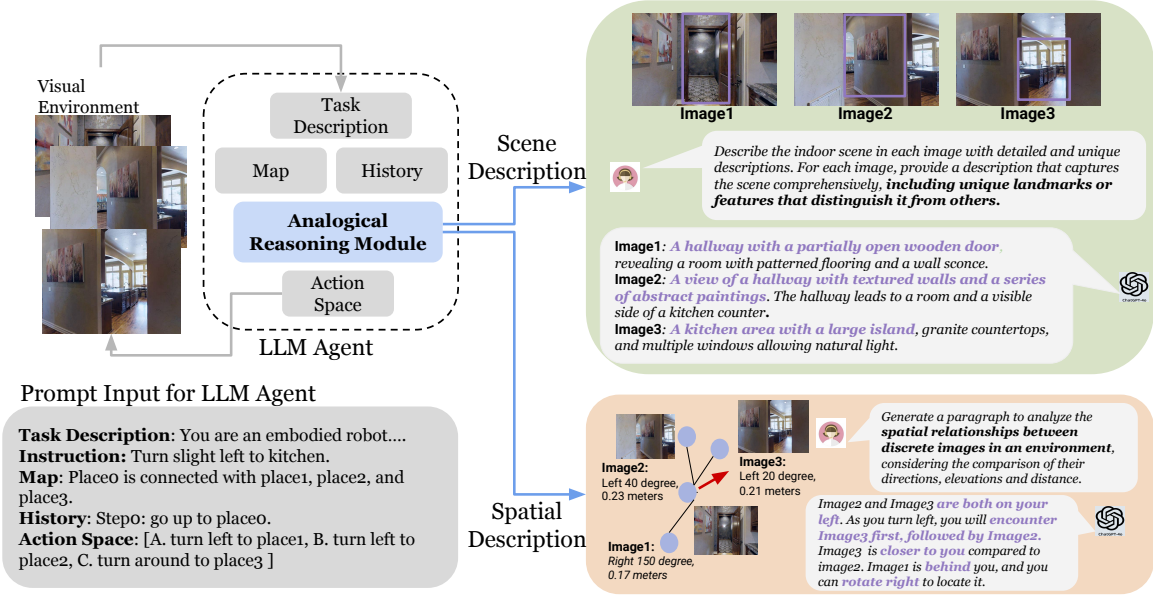 Visual
Environment
Task
Description
Map
History
Analogical
Reasoning Module
Action
Space
LLM Agent
Scene
Description
Spatial
Description
Prompt Input for LLM Agent
Task Description: You are an embodied robot....
Instruction: Turn slight left to kitchen.
Map: Place0 is connected with place1, place2, and
place3.
History: Step0: go up to place0.
Action Space: [A. turn left to place1, B. turn left to
place2, C. turn around to place3 ]
Image1
Image2
Image3
Describe the indoor scene in each image with detailed and unique
descriptions. For each image, provide a description that captures
the scene comprehensively, including unique landmarks or
features that distinguish it from others.
Image1: A hallway with a partially open wooden door,
revealing a room with patterned flooring and a wall sconce.
Image2: A view of a hallway with textured walls and a series
of abstract paintings. The hallway leads to a room and a visible
side of a kitchen counter.
Image3: A kitchen area with a large island, granite countertops,
and multiple windows allowing natural light.
ChatGPT-4o
Image2:
Left 40 degree,
0.23 meters
Image3:
Left 20 degree,
0.21 meters
Image1:
Right 150 degree,
0.17 meters
Generate a paragraph to analyze the
spatial relationships between
discrete images in an environment,
considering the comparison of their
directions, elevations and distance.
Image2 and Image3 are both on your
left. As you turn left, you will encounter
Image3 first, followed by Image2.
Image3 is closer to you compared to
image2. Image1 is behind you, and you
can rotate right to locate it.
ChatGPT-4o